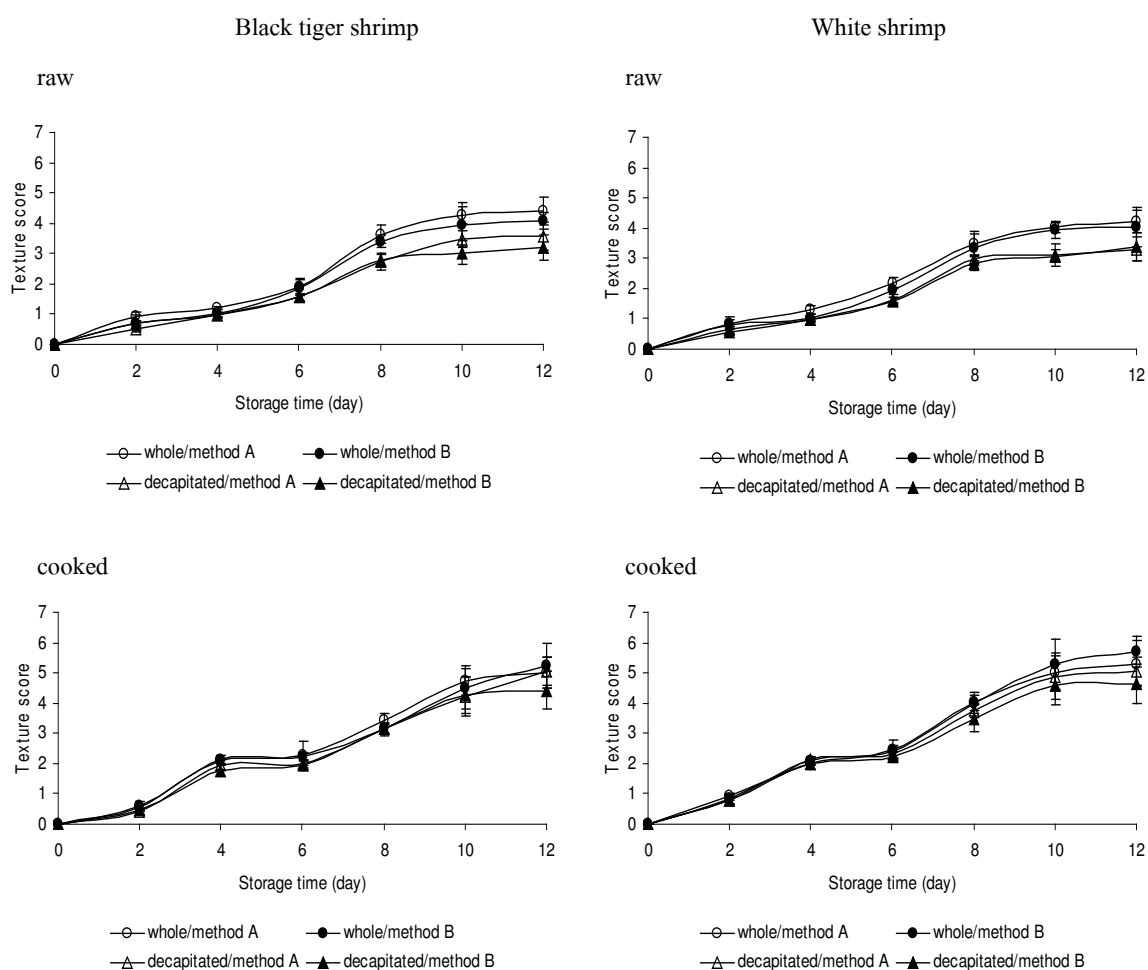 Black tiger shrimp
White shrimp
raw
raw
7
6
5
4
3
2
1
0
Texture score
0 2 4 6 8 10 12
Storage time (day)
whole/method A whole/method B
decapitated/method A decapitated/method B
7
6
5
4
3
2
1
0
Texture score
0 2 4 6 8 10 12
Storage time (day)
whole/method A whole/method B
decapitated/method A decapitated/method B
cooked
cooked
7
6
5
4
3
2
1
0
Texture score
0 2 4 6 8 10 12
Storage time (day)
whole/method A whole/method B
decapitated/method A decapitated/method B
7
6
5
4
3
2
1
0
Texture score
0 2 4 6 8 10 12
Storage time (day)
whole/method A whole/method B
decapitated/method A decapitated/method B